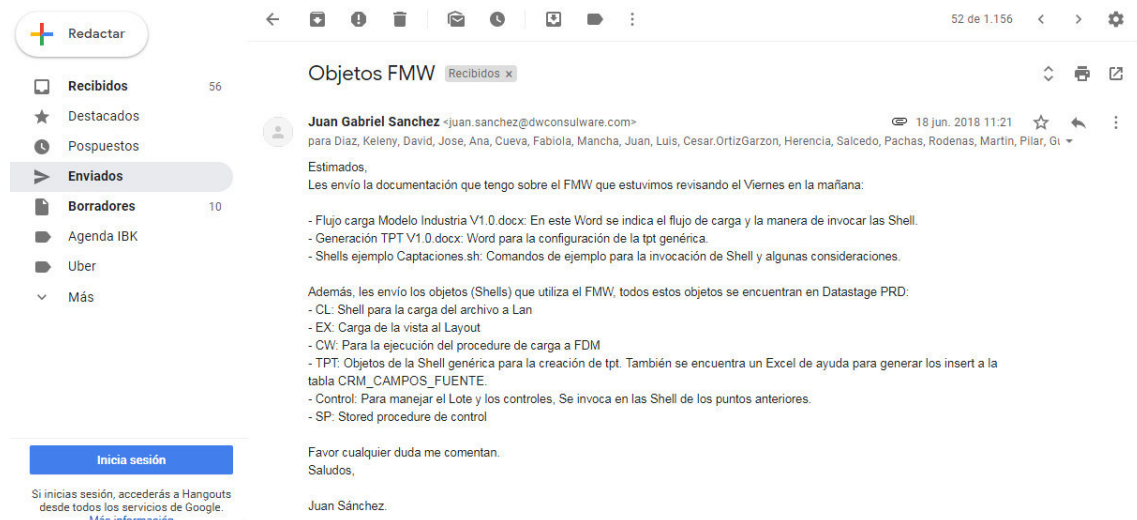 Redactar
52 de 1.156
Recibidos 56
Destacados
Pospuestos
Enviados
Borradores 10
Agenda IBK
Uber
Más
Inicia sesión
Si inicias sesión, accederás a Hangouts
desde todos los servicios de Google.
Más información
Objetos FMW Recibidos x
Juan Gabriel Sanchez <juan.sanchez@dwconsulware.com> 18 jun. 2018 11:21
para Diaz, Keleny, David, Jose, Ana, Cueva, Fabiola, Mancha, Juan, Luis, Cesar.OrtizGarzon, Herencia, Salcedo, Pachas, Rodenas, Martin, Pilar,
Estimados,
Les envío la documentación que tengo sobre el FMW que estuvimos revisando el Viernes en la mañana:
- Flujo carga Modelo Industria V1.0.docx: En este Word se indica el flujo de carga y la manera de invocar las Shell.
- Generación TPT V1.0.docx: Word para la configuración de la tpt genérica.
- Shells ejemplo Captaciones.sh: Comandos de ejemplo para la invocación de Shell y algunas consideraciones.
Además, les envío los objetos (Shells) que utiliza el FMW, todos estos objetos se encuentran en Datastage PRD:
- CL: Shell para la carga del archivo a Lan
- EX: Carga de la vista al Layout
- CW: Para la ejecución del procedure de carga a FDM
- TPT: Objetos de la Shell genérica para la creación de tpt. También se encuentra un Excel de ayuda para generar los insert a la
tabla CRM_CAMPOS_FUENTE.
- Control: Para manejar el Lote y los controles, Se invoca en las Shell de los puntos anteriores.
- SP: Stored procedure de control
Favor cualquier duda me comentan.
Saludos,
Juan Sánchez.